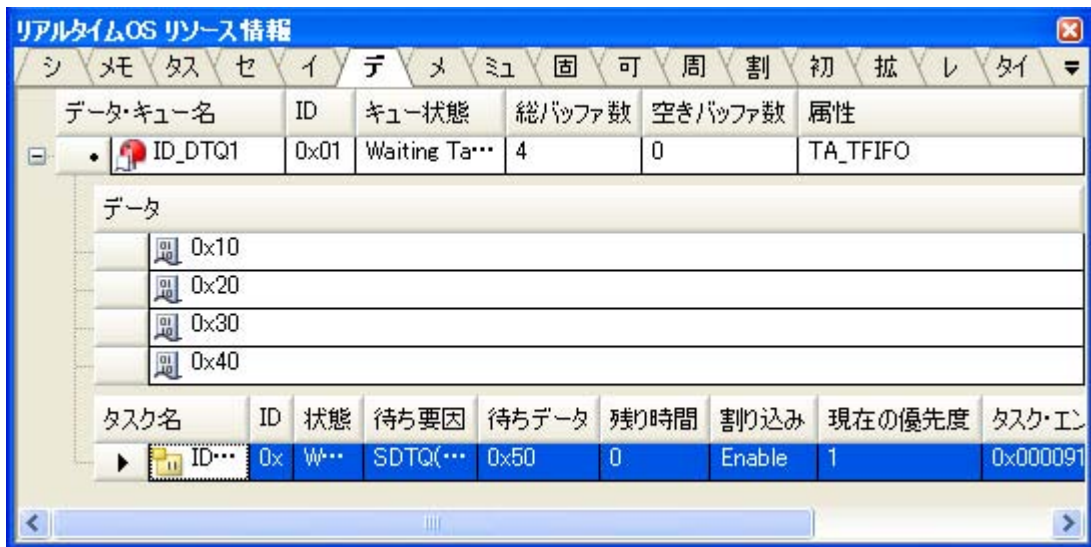 リアルタイムOS リソース情報
シ メモ タス セ イ デ メ ミュ 固 可 周 割 初 拡 レ タイ
データ・キュー名 ID キュー状態 総バッファ数 空きバッファ数 属性
ID_DTQ1 0x01 Waiting Ta… 4 0 TA_TFIFO
データ
0x10
0x20
0x30
0x40
タスク名 ID 状態 待ち要因 待ちデータ 残り時間 割り込み 現在の優先度 タスク・エン
ID… 0x W… SDTQ(… 0x50 0 Enable 1 0x000091